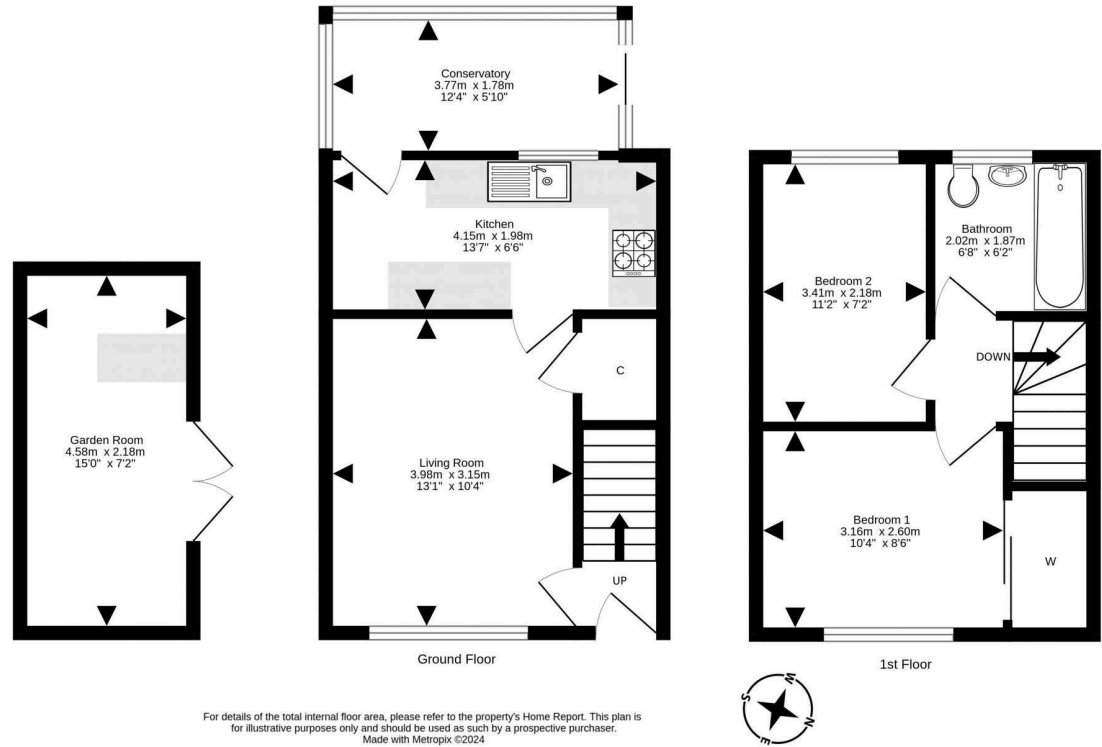 Conservatory
3.77m x 1.78m
12'4" x 5'10"
Kitchen
4.15m x 1.98m
13'7" x 6'6"
Garden Room
4.58m x 2.18m
15'0" x 7'2"
Living Room
3.98m x 3.15m
13'1" x 10'4"
C
UP
Ground Floor
Bathroom
2.02m x 1.87m
6'8" x 6'2"
Bedroom 2
3.41m x 2.18m
11'2" x 7'2"
DOWN
Bedroom 1
3.16m x 2.60m
10'4" x 8'6"
W
1st Floor
W
S
N
E
For details of the total internal floor area, please refer to the property's Home Report. This plan is
for illustrative purposes only and should be used as such by a prospective purchaser.
Made with Metropix ©2024